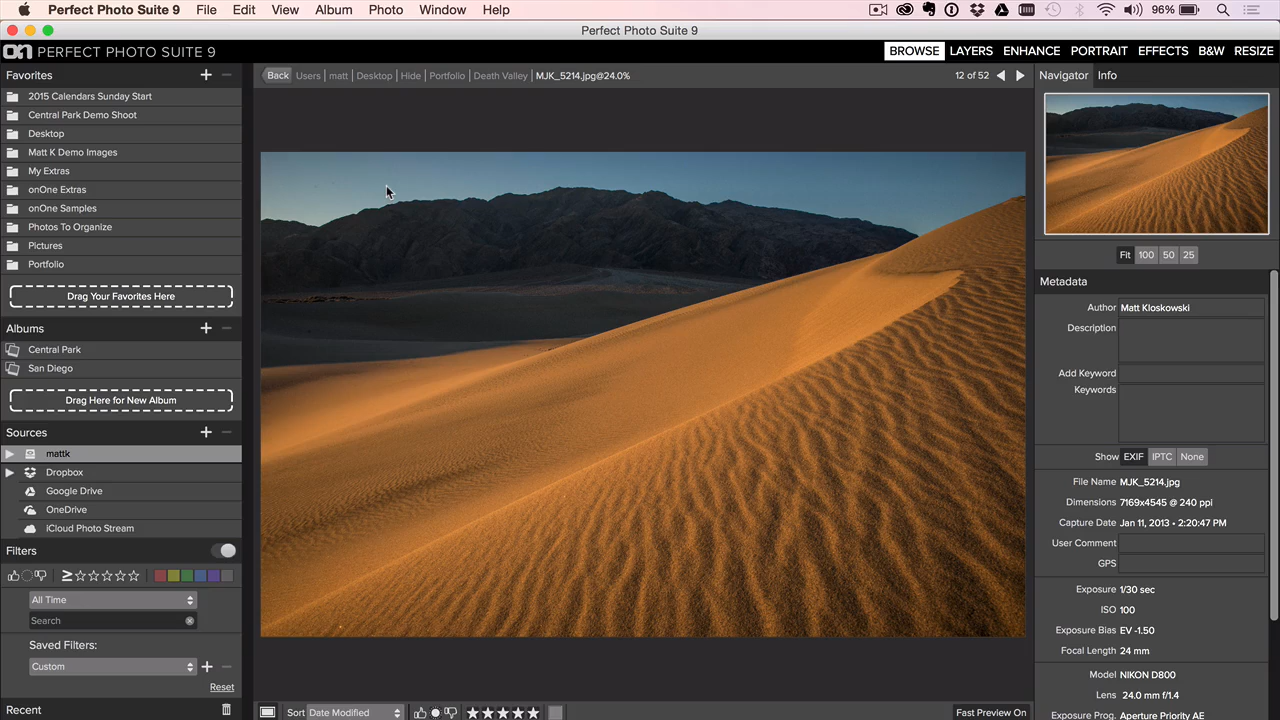 Perfect Photo Suite 9 File Edit View Album Photo Window Help 96%
Perfect Photo Suite 9
on PERFECT PHOTO SUITE 9 BROWSE LAYERS ENHANCE PORTRAIT EFFECTS B&W RESIZE
Favorites
2015 Calendars Sunday Start
Central Park Demo Shoot
Desktop
Matt K Demo Images
My Extras
onOne Extras
onOne Samples
Photos To Organize
Pictures
Portfolio
Drag Your Favorites Here
Albums
Central Park
San Diego
Drag Here for New Album
Sources
mattk
Dropbox
Google Drive
OneDrive
iCloud Photo Stream
Filters
All Time
Search
Saved Filters:
Custom
Reset
Recent
Back Users | matt | Desktop | Hide | Portfolio | Death Valley | MJK_5214.jpg@24.0% 12 of 52
Sort Date Modified Fast Preview On
Navigator Info
Fit 100 50 25
Metadata
Author Matt Kloskowski
Description
Add Keyword
Keywords
Show EXIF IPTC None
File Name MJK_5214.jpg
Dimensions 7169x4545 @ 240 ppi
Capture Date Jan 11, 2013 • 2:20:47 PM
User Comment
GPS
Exposure 1/30 sec
ISO 100
Exposure Bias EV -1.50
Focal Length 24 mm
Model NIKON D800
Lens 24.0 mm f/1.4
Exposure Prog. Aperture Priority AE